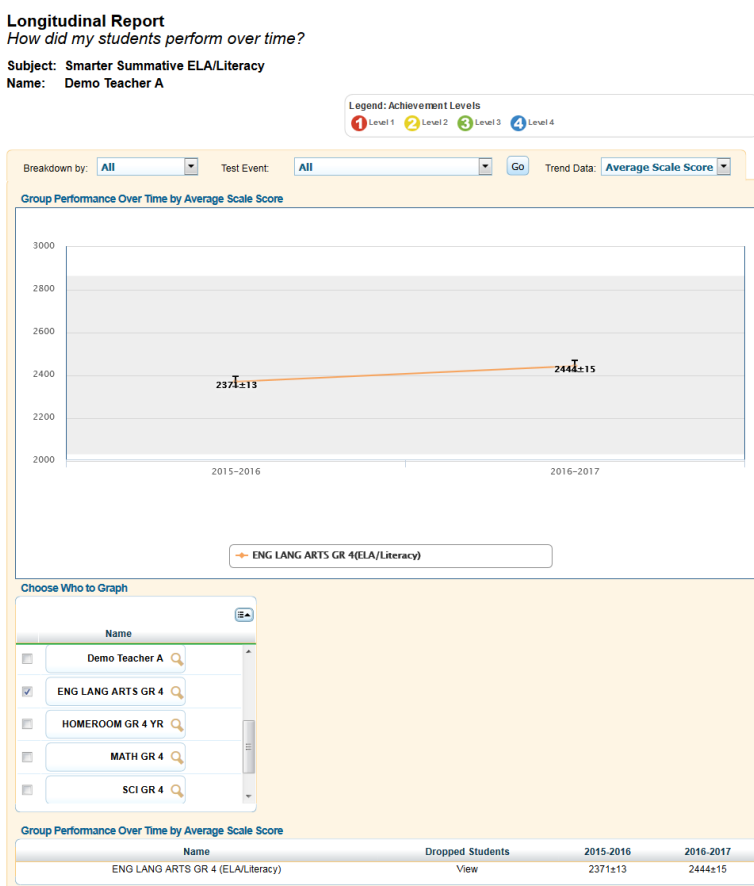 Longitudinal Report
How did my students perform over time?
Subject: Smarter Summative ELA/Literacy
Name: Demo Teacher A
Legend: Achievement Levels
1 Level 1 2 Level 2 3 Level 3 4 Level 4
Breakdown by: All Test Event: All Go Trend Data: Average Scale Score
Group Performance Over Time by Average Scale Score
3000
2800
2600
2400
2200
2000
2371±13
2444±15
2015-2016 2016-2017
ENG LANG ARTS GR 4(ELA/Literacy)
Choose Who to Graph
Name
Demo Teacher A
ENG LANG ARTS GR 4
HOMEROOM GR 4 YR
MATH GR 4
SCI GR 4
Group Performance Over Time by Average Scale Score
Name Dropped Students 2015-2016 2016-2017
ENG LANG ARTS GR 4 (ELA/Literacy) View 2371±13 2444±15